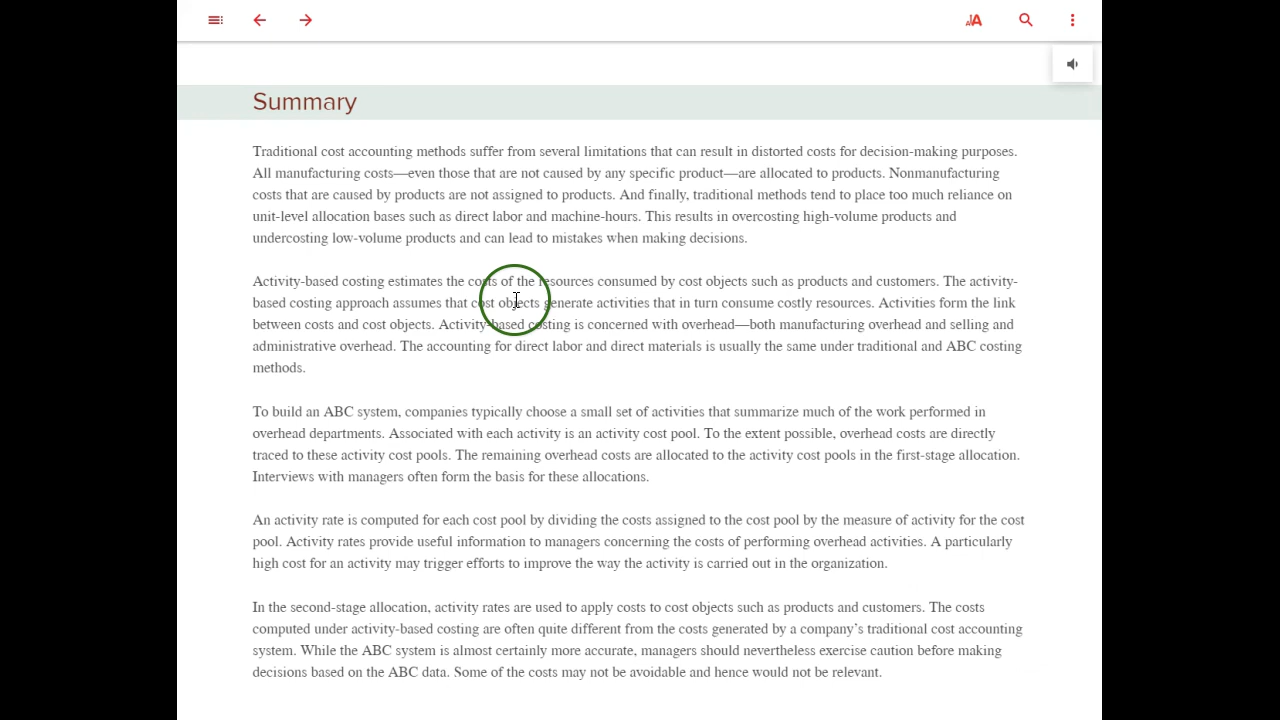 Summary
Traditional cost accounting methods suffer from several limitations that can result in distorted costs for decision-making purposes.
All manufacturing costs—even those that are not caused by any specific product—are allocated to products. Nonmanufacturing
costs that are caused by products are not assigned to products. And finally, traditional methods tend to place too much reliance on
unit-level allocation bases such as direct labor and machine-hours. This results in overcosting high-volume products and
undercosting low-volume products and can lead to mistakes when making decisions.
Activity-based costing estimates the costs of the resources consumed by cost objects such as products and customers. The activity-
based costing approach assumes that cost objects generate activities that in turn consume costly resources. Activities form the link
between costs and cost objects. Activity-based costing is concerned with overhead—both manufacturing overhead and selling and
administrative overhead. The accounting for direct labor and direct materials is usually the same under traditional and ABC costing
methods.
To build an ABC system, companies typically choose a small set of activities that summarize much of the work performed in
overhead departments. Associated with each activity is an activity cost pool. To the extent possible, overhead costs are directly
traced to these activity cost pools. The remaining overhead costs are allocated to the activity cost pools in the first-stage allocation.
Interviews with managers often form the basis for these allocations.
An activity rate is computed for each cost pool by dividing the costs assigned to the cost pool by the measure of activity for the cost
pool. Activity rates provide useful information to managers concerning the costs of performing overhead activities. A particularly
high cost for an activity may trigger efforts to improve the way the activity is carried out in the organization.
In the second-stage allocation, activity rates are used to apply costs to cost objects such as products and customers. The costs
computed under activity-based costing are often quite different from the costs generated by a company’s traditional cost accounting
system. While the ABC system is almost certainly more accurate, managers should nevertheless exercise caution before making
decisions based on the ABC data. Some of the costs may not be avoidable and hence would not be relevant.